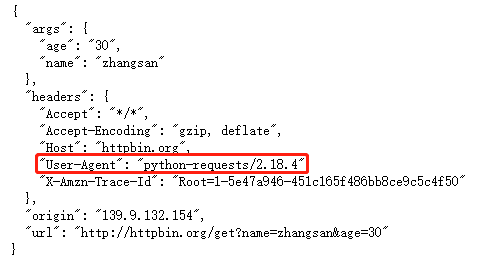 {
  "args": {
    "age": "30",
    "name": "zhangsan"
  },
  "headers": {
    "Accept": "*/*",
    "Accept-Encoding": "gzip, deflate",
    "Host": "httpbin.org",
    "User-Agent": "python-requests/2.18.4"
    "X-Amzn-Trace-Id": "Root=1-5e47a946-451c165f486bb8ce9c5c4f50"
  },
  "origin": "139.9.132.154",
  "url": "http://httpbin.org/get?name=zhangsan&age=30"
}